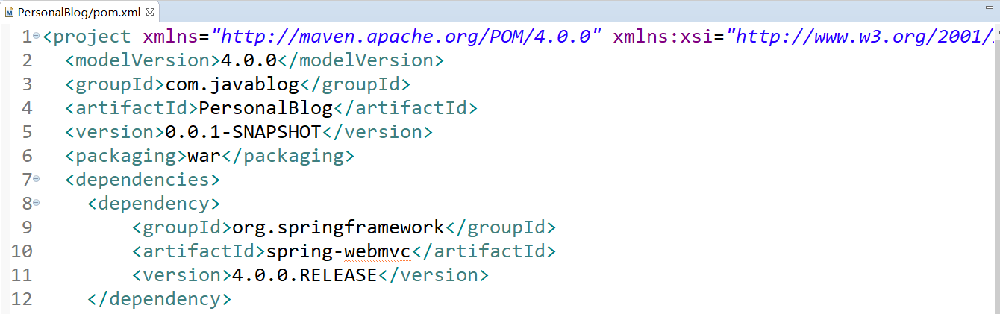 PersonalBlog/pom.xml
1 <project xmlns="http://maven.apache.org/POM/4.0.0" xmlns:xsi="http://www.w3.org/2001/
2 <modelVersion>4.0.0</modelVersion>
3 <groupId>com.javablog</groupId>
4 <artifactId>PersonalBlog</artifactId>
5 <version>0.0.1-SNAPSHOT</version>
6 <packaging>war</packaging>
7 <dependencies>
8 <dependency>
9 <groupId>org.springframework</groupId>
10 <artifactId>spring-webmvc</artifactId>
11 <version>4.0.0.RELEASE</version>
12 </dependency>